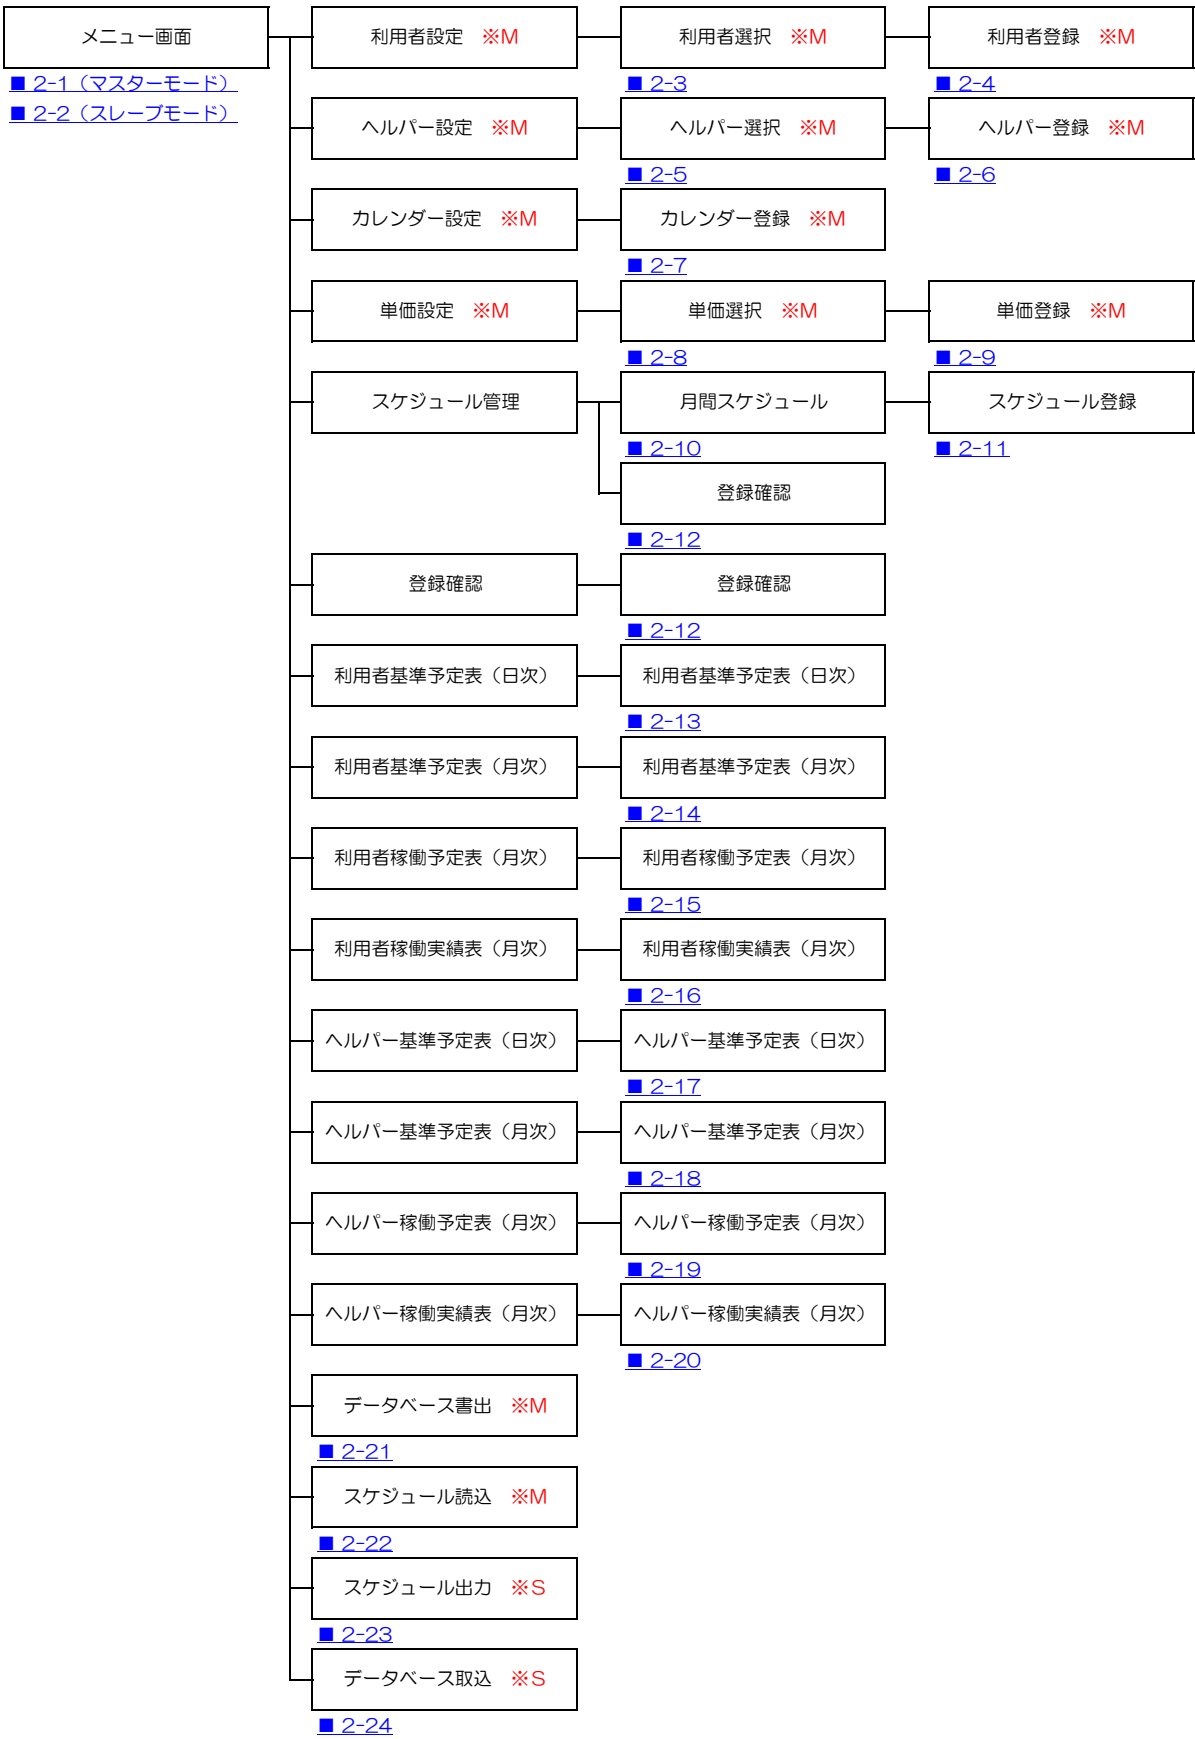 メニュー画面 利用者設定 ※M 利用者選択 ※M 利用者登録 ※M
■ 2-1（マスターモード） ■ 2-3 ■ 2-4
■ 2-2（スレーブモード）
ヘルパー設定 ※M ヘルパー選択 ※M ヘルパー登録 ※M
■ 2-5 ■ 2-6
カレンダー設定 ※M カレンダー登録 ※M
■ 2-7
単価設定 ※M 単価選択 ※M 単価登録 ※M
■ 2-8 ■ 2-9
スケジュール管理 月間スケジュール スケジュール登録
■ 2-10 ■ 2-11
登録確認
■ 2-12
登録確認 登録確認
■ 2-12
利用者基準予定表（日次） 利用者基準予定表（日次）
■ 2-13
利用者基準予定表（月次） 利用者基準予定表（月次）
■ 2-14
利用者稼働予定表（月次） 利用者稼働予定表（月次）
■ 2-15
利用者稼働実績表（月次） 利用者稼働実績表（月次）
■ 2-16
ヘルパー基準予定表（日次） ヘルパー基準予定表（日次）
■ 2-17
ヘルパー基準予定表（月次） ヘルパー基準予定表（月次）
■ 2-18
ヘルパー稼働予定表（月次） ヘルパー稼働予定表（月次）
■ 2-19
ヘルパー稼働実績表（月次） ヘルパー稼働実績表（月次）
■ 2-20
データベース書出 ※M
■ 2-21
スケジュール読込 ※M
■ 2-22
スケジュール出力 ※S
■ 2-23
データベース取込 ※S
■ 2-24